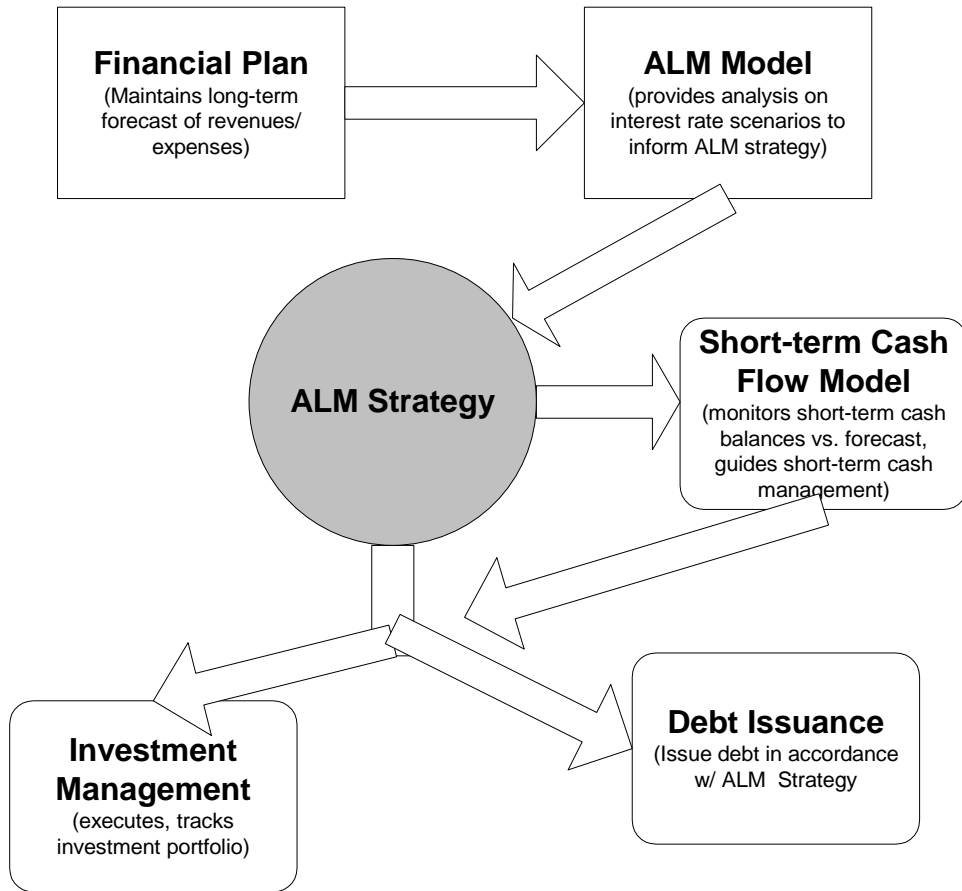 Financial Plan
(Maintains long-term
forecast of revenues/
expenses)
ALM Model
(provides analysis on
interest rate scenarios to
inform ALM strategy)
ALM Strategy
Short-term Cash
Flow Model
(monitors short-term cash
balances vs. forecast,
guides short-term cash
management)
Investment
Management
(executes, tracks
investment portfolio)
Debt Issuance
(Issue debt in accordance
w/ ALM Strategy